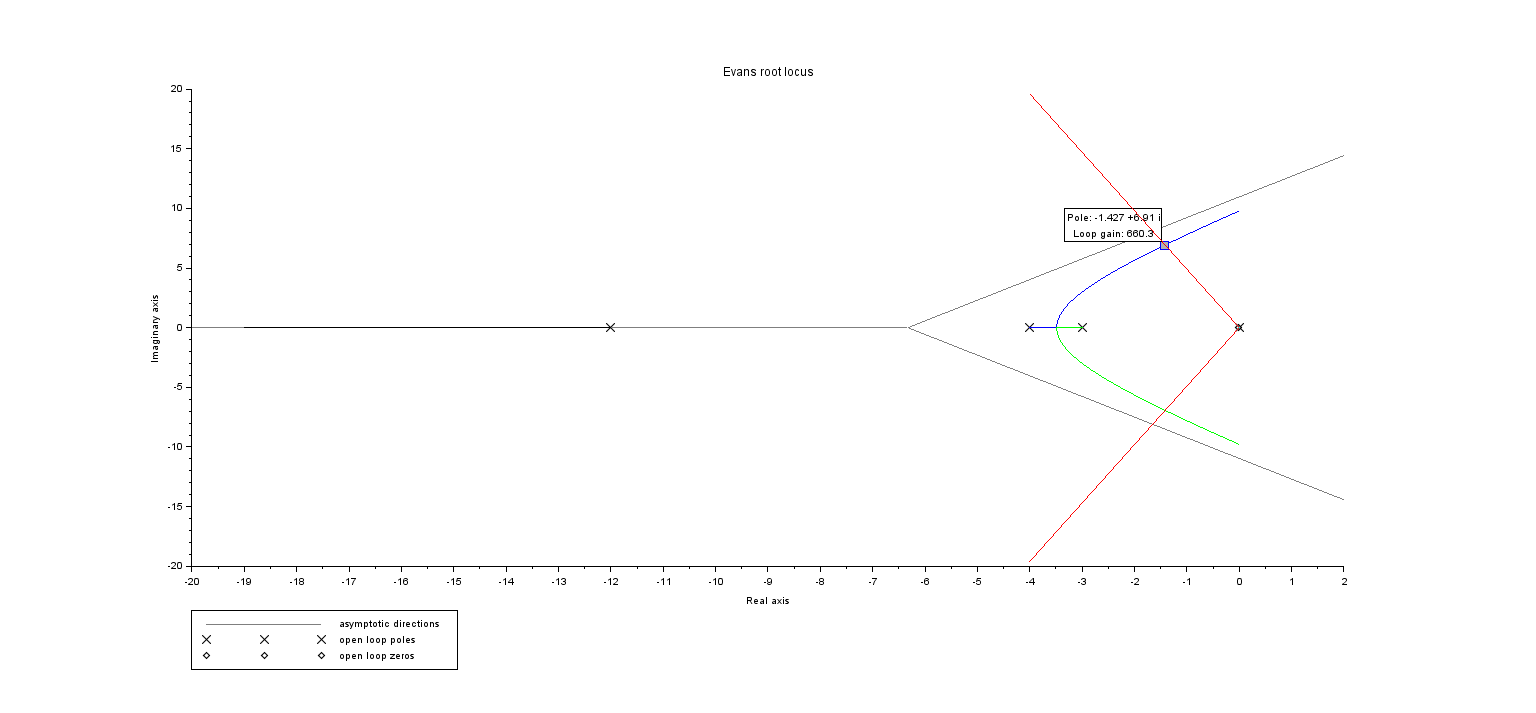 Evans root locus
20
15
10
5
0
-5
-10
-15
-20
Imaginary axis
Pole: -1.427 +6.91 i
Loop gain: 660.3
-20 -19 -18 -17 -16 -15 -14 -13 -12 -11 -10 -9 -8 -7 -6 -5 -4 -3 -2 -1 0 1 2
Real axis
asymptotic directions
open loop poles
open loop zeros